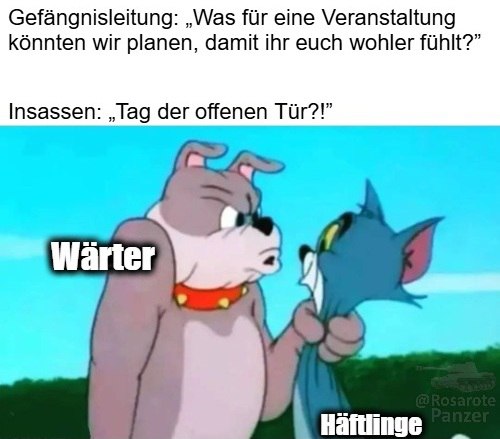 Gefängnisleitung: „Was für eine Veranstaltung
könnten wir planen, damit ihr euch wohler fühlt?”
Insassen: „Tag der offenen Tür?!”
Wärter
@Rosarote
Panzer
Häftlinge